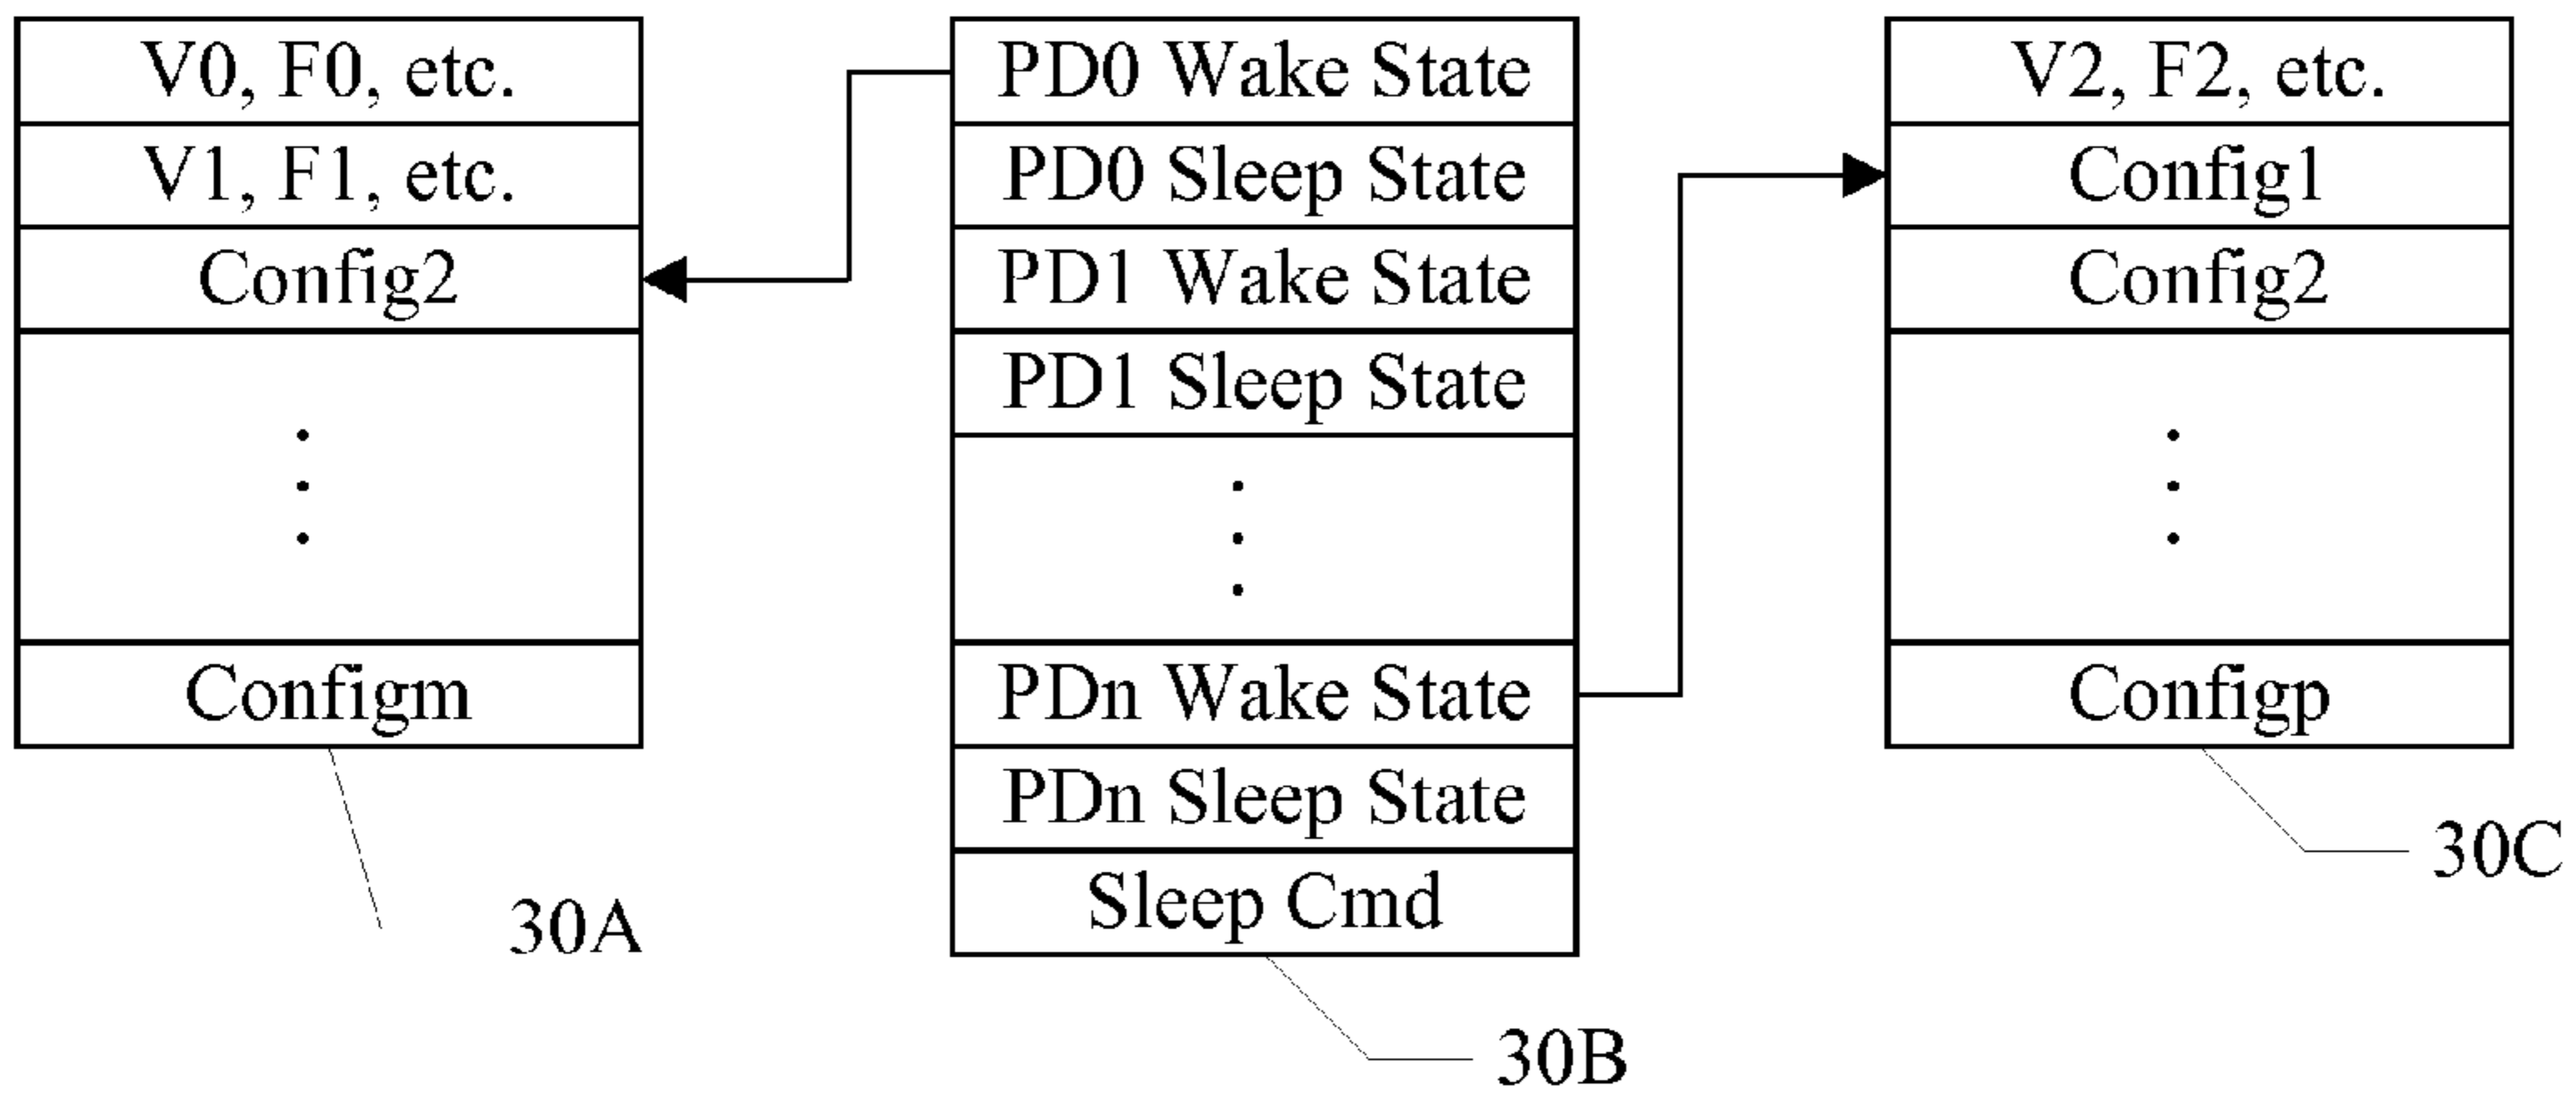 V0, F0, etc.
V1, F1, etc.
Config2
Configm
30A
PD0 Wake State
PD0 Sleep State
PD1 Wake State
PD1 Sleep State
PDn Wake State
PDn Sleep State
Sleep Cmd
30B
V2, F2, etc.
Config1
Config2
Configp
30C